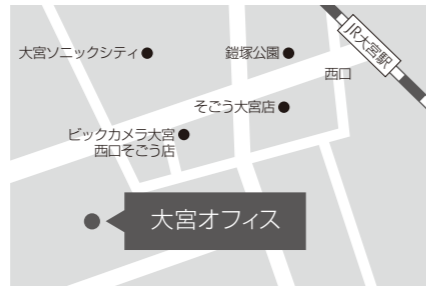 JR大宮駅
大宮ソニックシティ
鎧塚公園
西口
そごう大宮店
ビックカメラ大宮
西口そごう店
大宮オフィス